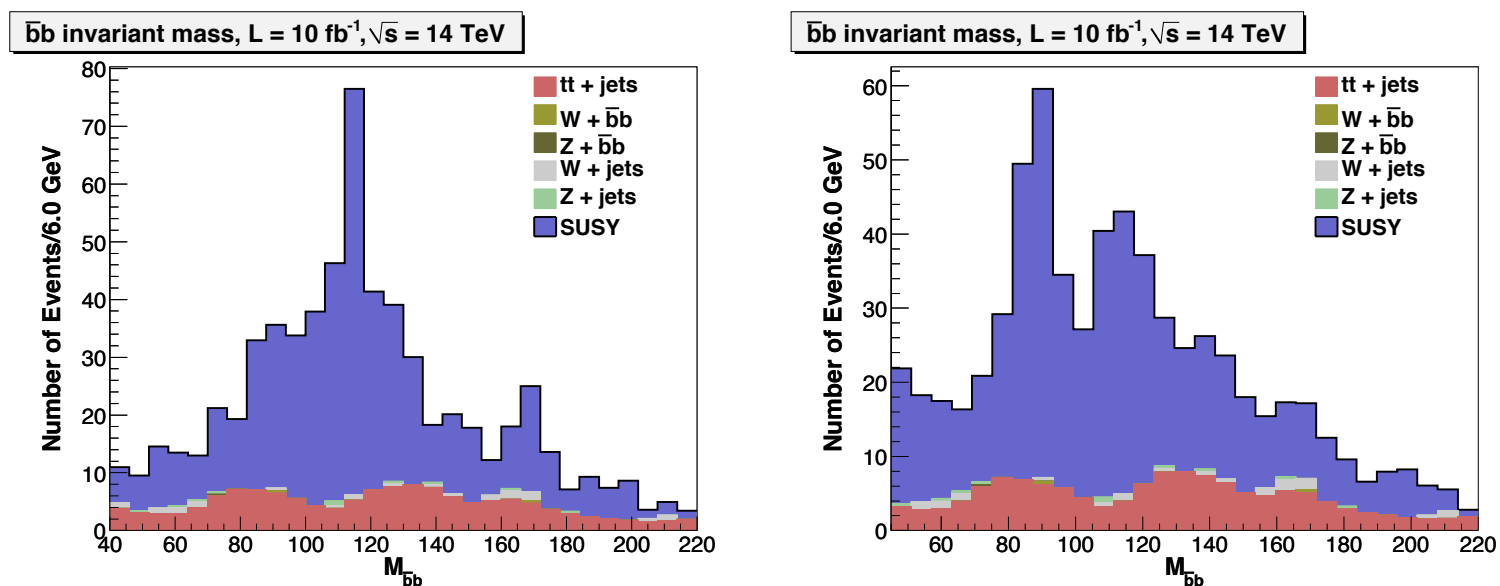 b̅b invariant mass, L = 10 fb⁻¹,√s = 14 TeV
Number of Events/6.0 GeV
80
70
60
50
40
30
20
10
0
tt + jets
W + b̅b
Z + b̅b
W + jets
Z + jets
SUSY
40 60 80 100 120 140 160 180 200 220
M_b̅b
b̅b invariant mass, L = 10 fb⁻¹,√s = 14 TeV
Number of Events/6.0 GeV
60
50
40
30
20
10
0
tt + jets
W + b̅b
Z + b̅b
W + jets
Z + jets
SUSY
60 80 100 120 140 160 180 200 220
M_b̅b